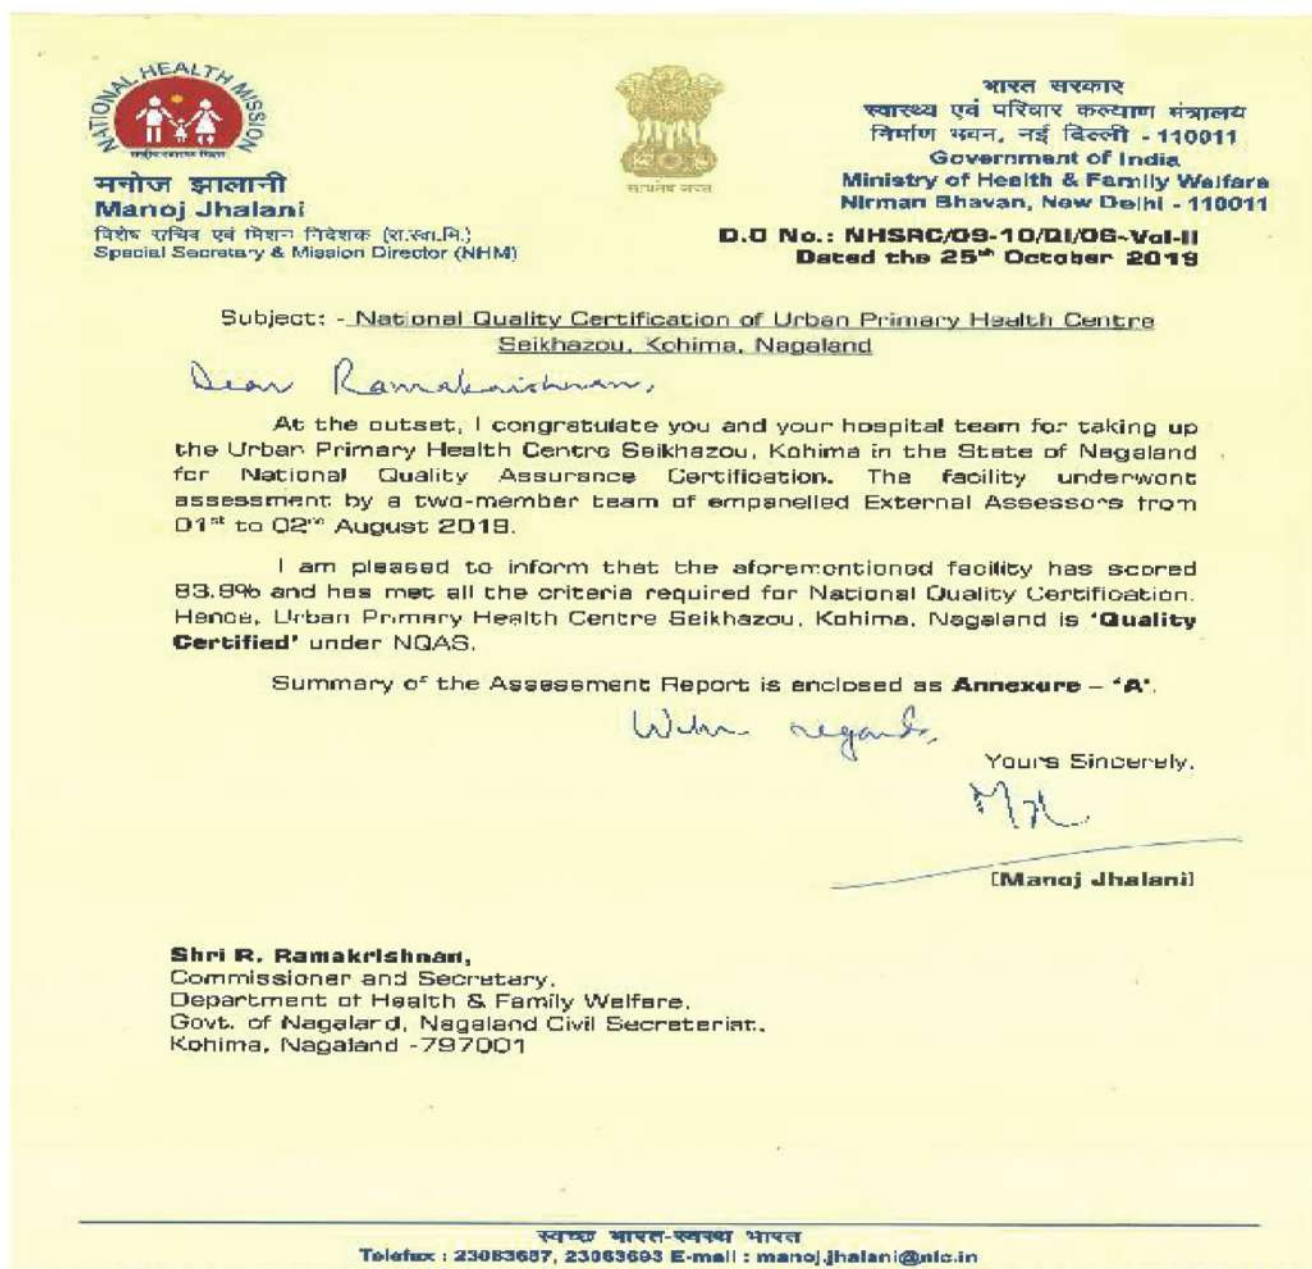 NATIONAL HEALTH MISSION
मनोज झालानी
Manoj Jhalani
विशेष सचिव एवं मिशन निदेशक (रा.स्वा.मि.)
Special Secretary & Mission Director (NHM)
भारत सरकार
स्वास्थ्य एवं परिवार कल्याण मंत्रालय
निर्माण भवन, नई दिल्ली - 110011
Government of India
Ministry of Health & Family Welfare
Nirman Bhavan, New Delhi - 110011
D.O No.: NHSRC/09-10/QI/06-Vol-II
Dated the 25th October 2019
Subject: - National Quality Certification of Urban Primary Health Centre
Seikhazou, Kohima, Nagaland
Dear Ramakrishnan,
At the outset, I congratulate you and your hospital team for taking up
the Urban Primary Health Centre Seikhazou, Kohima in the State of Nagaland
for National Quality Assurance Certification. The facility underwent
assessment by a two-member team of empanelled External Assessors from
01st to 02nd August 2019.
I am pleased to inform that the aforementioned facility has scored
and has met all the criteria required for National Quality Certification.
Hence, Urban Primary Health Centre Seikhazou, Kohima, Nagaland is 'Quality
Certified' under NQAS.
Summary of the Assessment Report is enclosed as Annexure – 'A'.
With regards,
Yours Sincerely,
(Manoj Jhalani)
Shri R. Ramakrishnan,
Commissioner and Secretary,
Department of Health & Family Welfare,
Govt. of Nagaland, Nagaland Civil Secretariat,
Kohima, Nagaland -797001
स्वच्छ भारत-स्वस्थ भारत
Telefax : 23063687, 23063693 E-mail : manoj.jhalani@nic.in